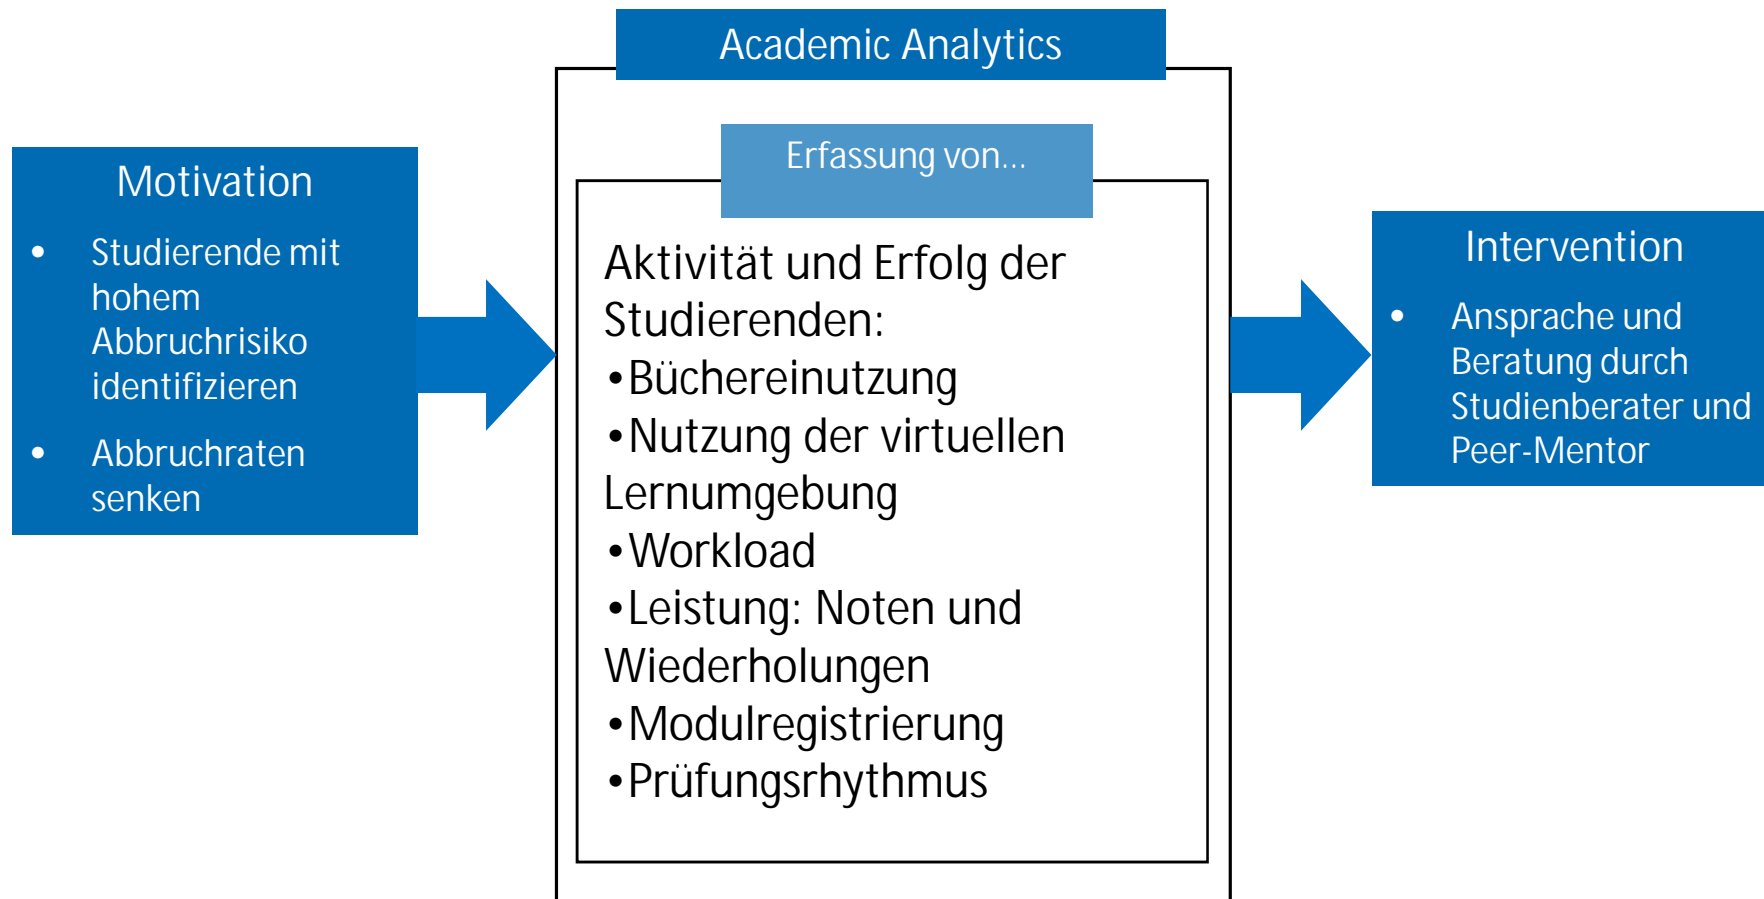 Academic Analytics
Erfassung von...
Motivation
• Studierende mit
hohem
Abbruchrisiko
identifizieren
• Abbruchraten
senken
Aktivität und Erfolg der
Studierenden:
•Büchereinutzung
•Nutzung der virtuellen
Lernumgebung
•Workload
•Leistung: Noten und
Wiederholungen
•Modulregistrierung
•Prüfungsrhythmus
Intervention
• Ansprache und
Beratung durch
Studienberater und
Peer-Mentor